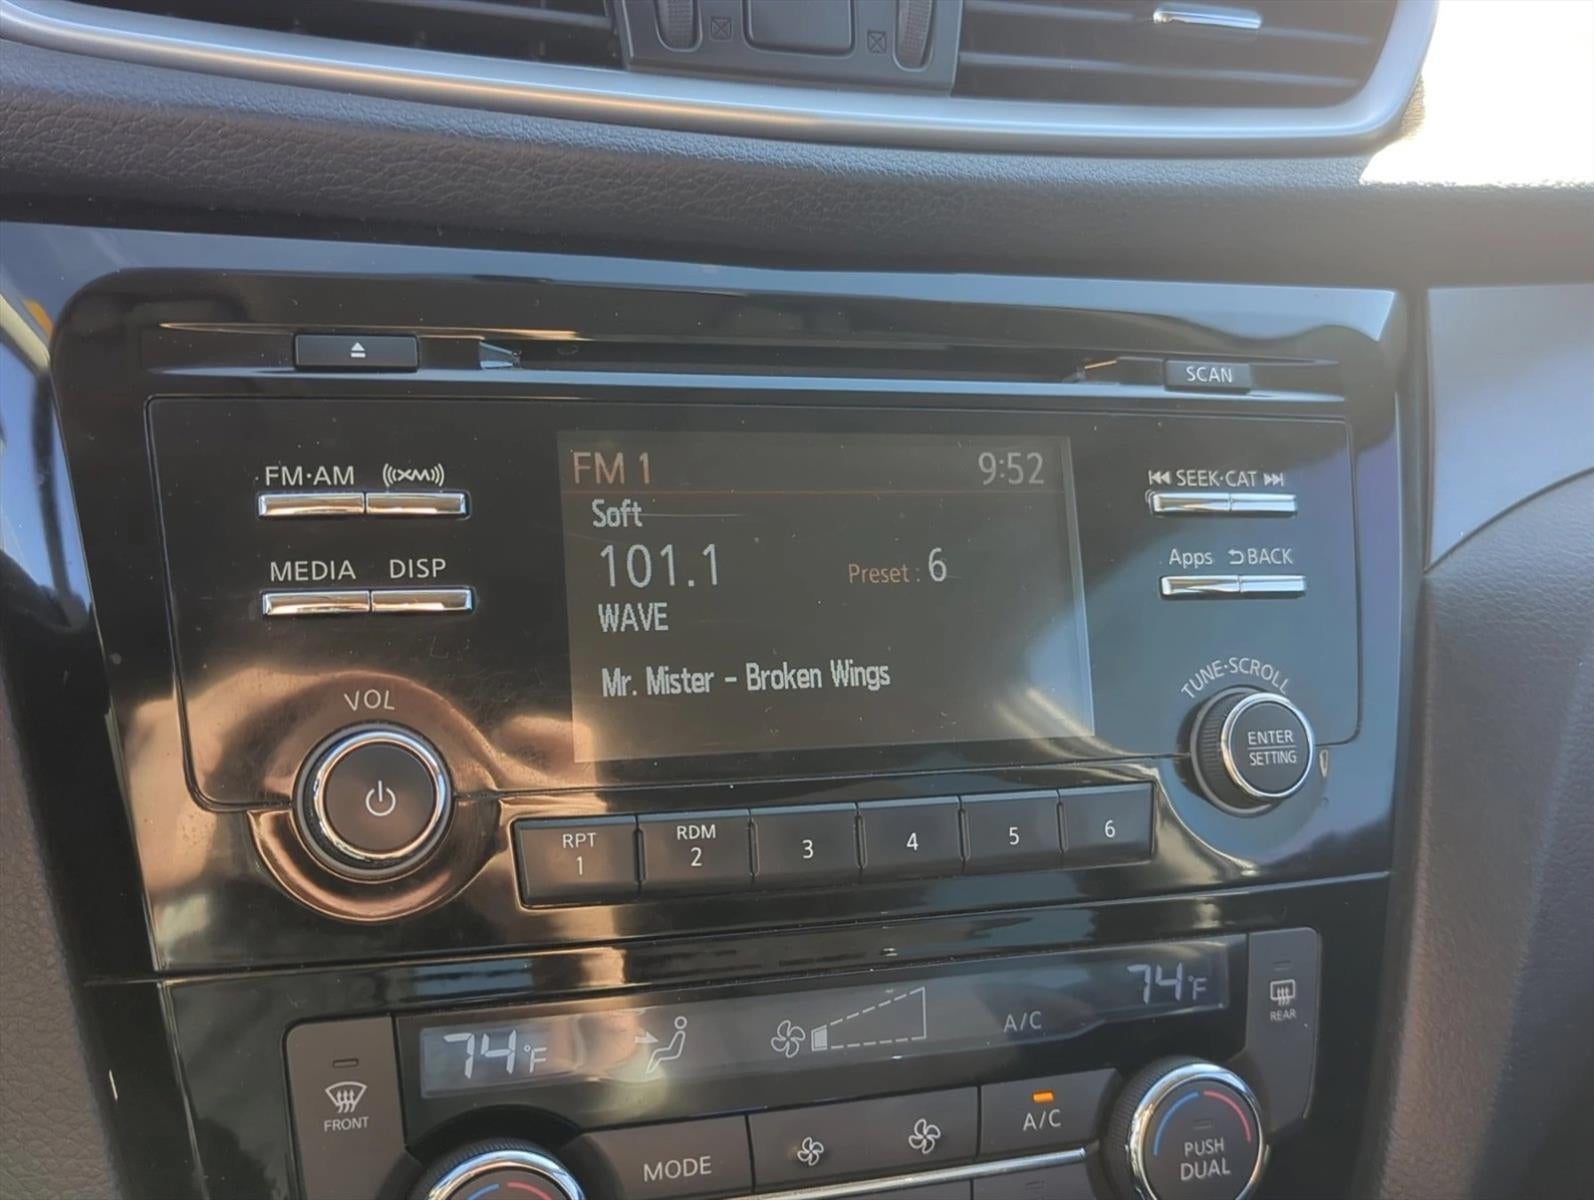 SCAN
FM·AM XM
SEEK·CAT
MEDIA DISP
Apps BACK
FM 1 9:52
Soft
101.1 Preset : 6
WAVE
Mr. Mister - Broken Wings
VOL
TUNE·SCROLL
ENTER
SETTING
RPT
1
RDM
2
3
4
5
6
74°F
A/C
74°F
REAR
FRONT
MODE
A/C
PUSH
DUAL